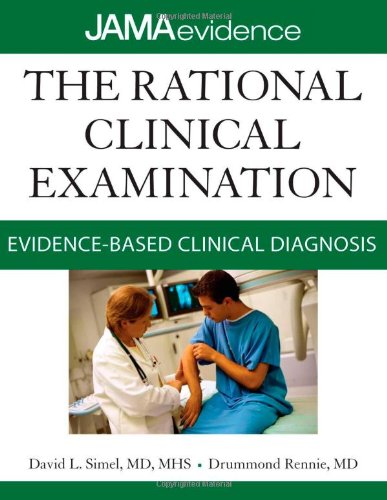 JAMAevidence
THE RATIONAL
CLINICAL
EXAMINATION
EVIDENCE-BASED CLINICAL DIAGNOSIS
David L. Simel, MD, MHS • Drummond Rennie, MD